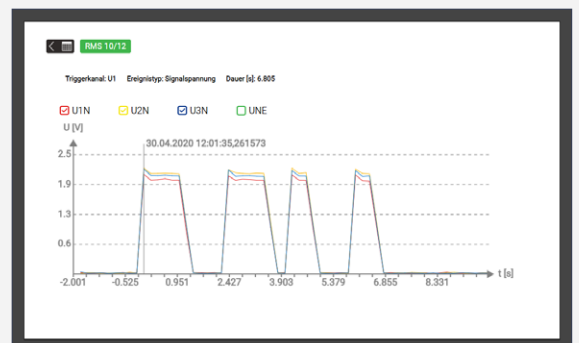 RMS 10/12
Triggerkanal: U1 Ereignistyp: Signalspannung Dauer [s]: 6.805
U1N U2N U3N UNE
U [V]
30.04.2020 12:01:35,261573
2.5
1.9
1.3
0.6
t [s]
-2.001 -0.525 0.951 2.427 3.903 5.379 6.855 8.331